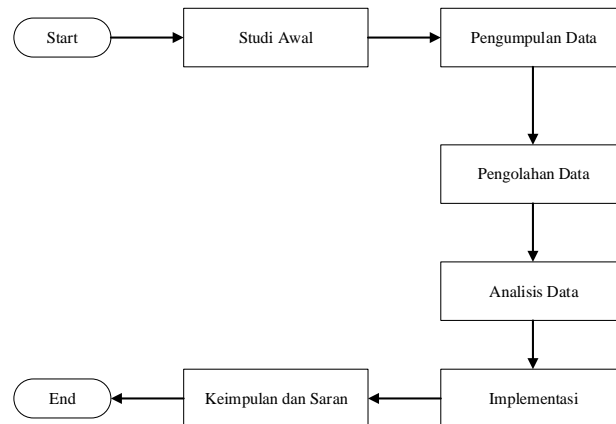 Start
Studi Awal
Pengumpulan Data
Pengolahan Data
Analisis Data
Implementasi
Keimpulan dan Saran
End